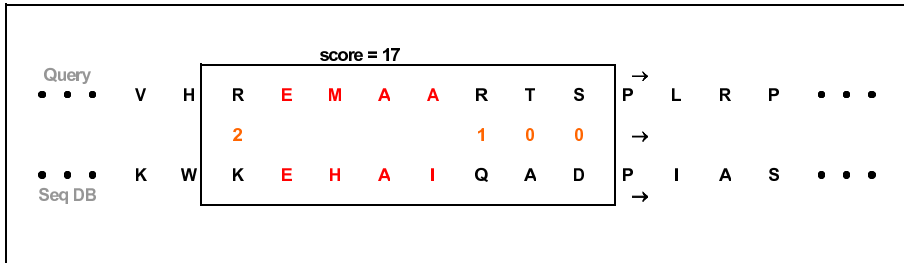 score = 17
Query
• • • V H R E M A A R T S P L R P • • •
→
2 1 0 0 →
• • • K W K E H A I Q A D P I A S • • •
Seq DB →